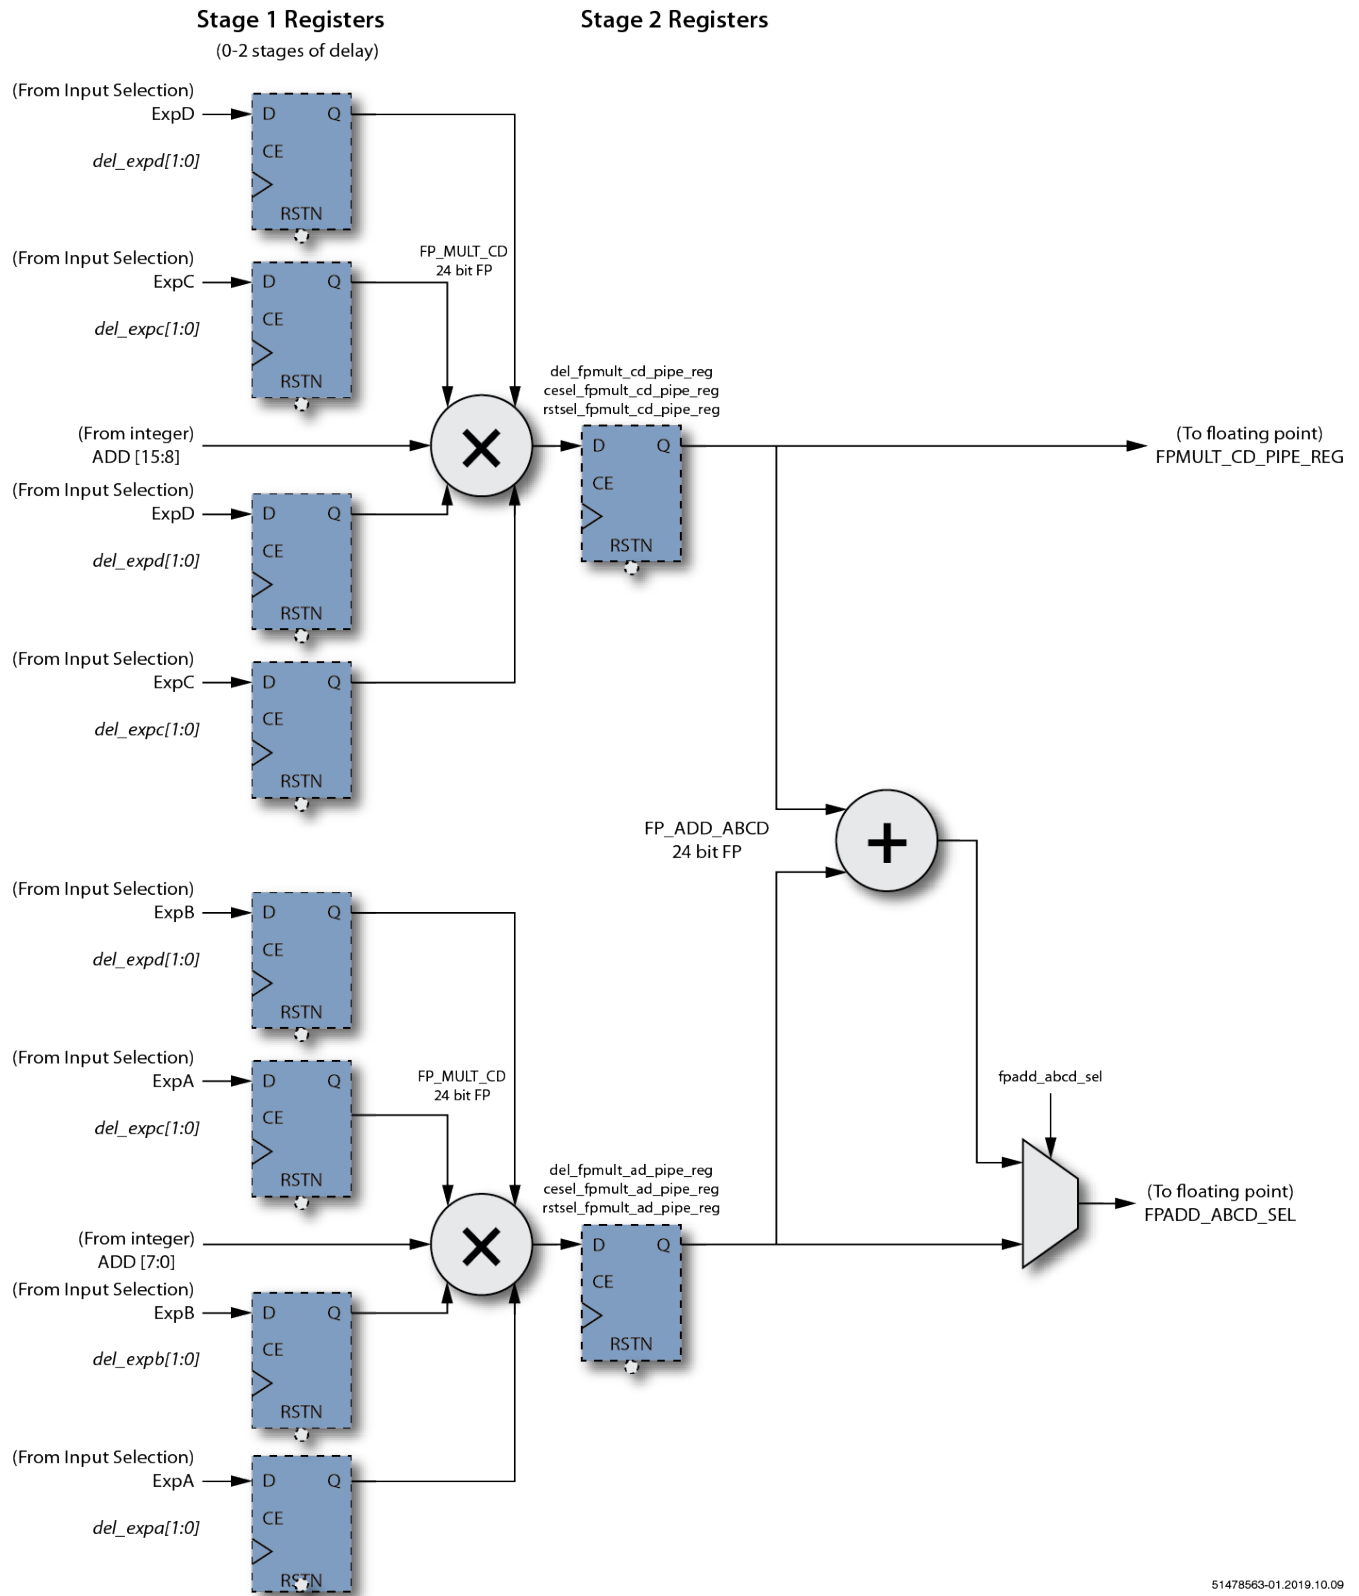 Stage 1 Registers
(0-2 stages of delay)
Stage 2 Registers
(From Input Selection)
ExpD
del_expd[1:0]
D Q
CE
RSTN
(From Input Selection)
ExpC
del_expc[1:0]
D Q
CE
RSTN
FP_MULT_CD
24 bit FP
(From integer)
ADD [15:8]
del_fpmult_cd_pipe_reg
cesel_fpmult_cd_pipe_reg
rstsel_fpmult_cd_pipe_reg
D Q
CE
RSTN
(To floating point)
FPMULT_CD_PIPE_REG
(From Input Selection)
ExpD
del_expd[1:0]
D Q
CE
RSTN
(From Input Selection)
ExpC
del_expc[1:0]
D Q
CE
RSTN
FP_ADD_ABCD
24 bit FP
(From Input Selection)
ExpB
del_expd[1:0]
D Q
CE
RSTN
(From Input Selection)
ExpA
del_expc[1:0]
D Q
CE
RSTN
FP_MULT_CD
24 bit FP
fpadd_abcd_sel
(From integer)
ADD [7:0]
del_fpmult_ad_pipe_reg
cesel_fpmult_ad_pipe_reg
rstsel_fpmult_ad_pipe_reg
D Q
CE
RSTN
(To floating point)
FPADD_ABCD_SEL
(From Input Selection)
ExpB
del_expb[1:0]
D Q
CE
RSTN
(From Input Selection)
ExpA
del_expa[1:0]
D Q
CE
RSTN
51478563-01.2019.10.09